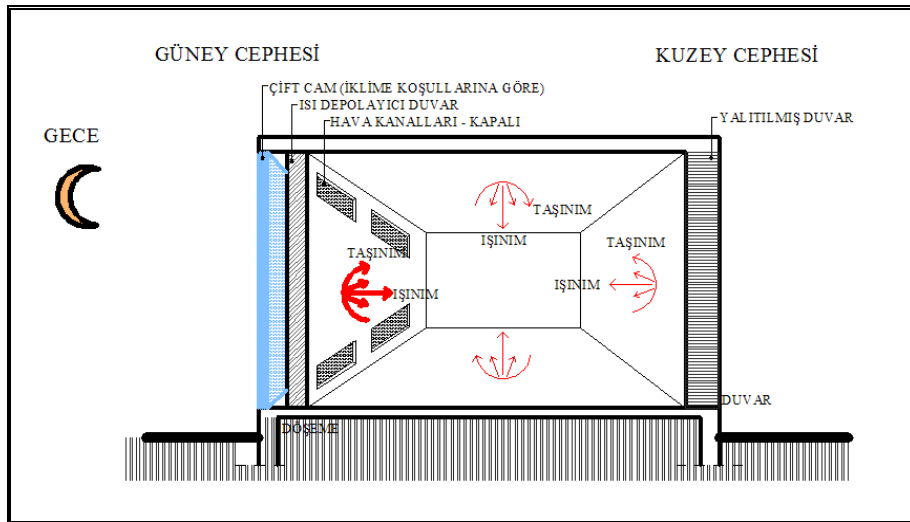 GÜNEY CEPHESİ
KUZEY CEPHESİ
ÇİFT CAM (İKLİME KOŞULLARINA GÖRE)
ISI DEPOLAYICI DUVAR
HAVA KANALLARI - KAPALI
YALITILMIŞ DUVAR
GECE
TAŞINIM
IŞINIM
TAŞINIM
IŞINIM
TAŞINIM
IŞINIM
DUVAR
DÖŞEME